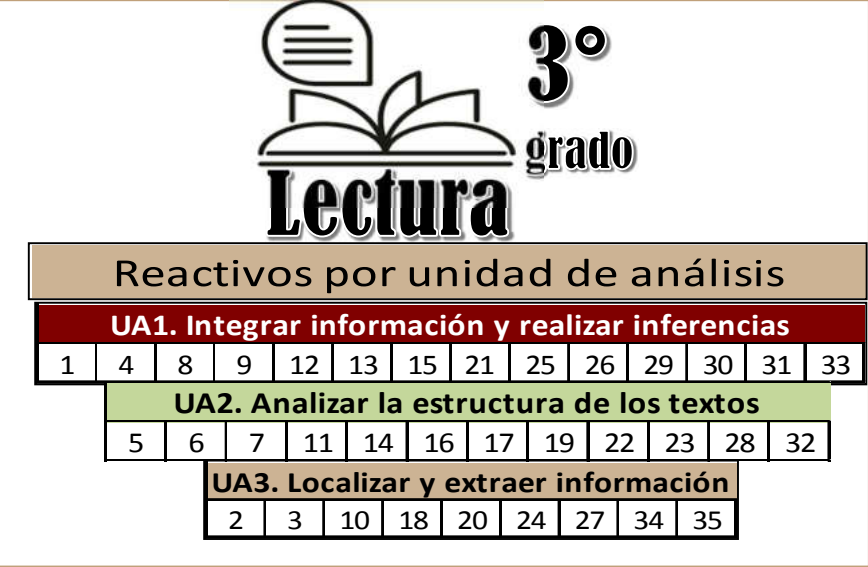 3°
grado
Lectura
Reactivos por unidad de análisis
UA1. Integrar información y realizar inferencias
1 4 8 9 12 13 15 21 25 26 29 30 31 33
UA2. Analizar la estructura de los textos
5 6 7 11 14 16 17 19 22 23 28 32
UA3. Localizar y extraer información
2 3 10 18 20 24 27 34 35